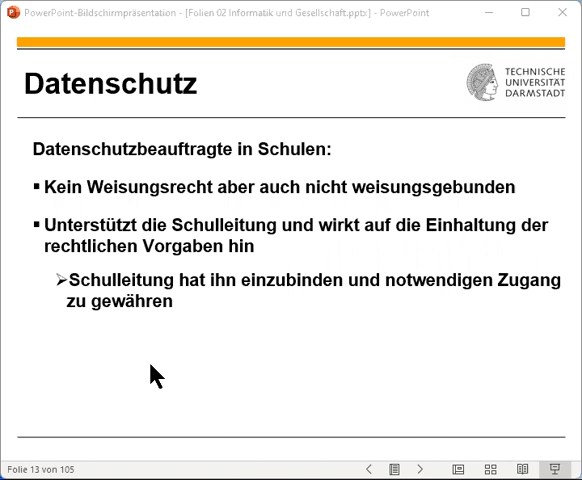 PowerPoint-Bildschirmpräsentation - [Folien 02 Informatik und Gesellschaft.pptx] - PowerPoint
Datenschutz
TECHNISCHE
UNIVERSITÄT
DARMSTADT
Datenschutzbeauftragte in Schulen:
▪ Kein Weisungsrecht aber auch nicht weisungsgebunden
▪ Unterstützt die Schulleitung und wirkt auf die Einhaltung der
rechtlichen Vorgaben hin
➢Schulleitung hat ihn einzubinden und notwendigen Zugang
zu gewähren
Folie 13 von 105